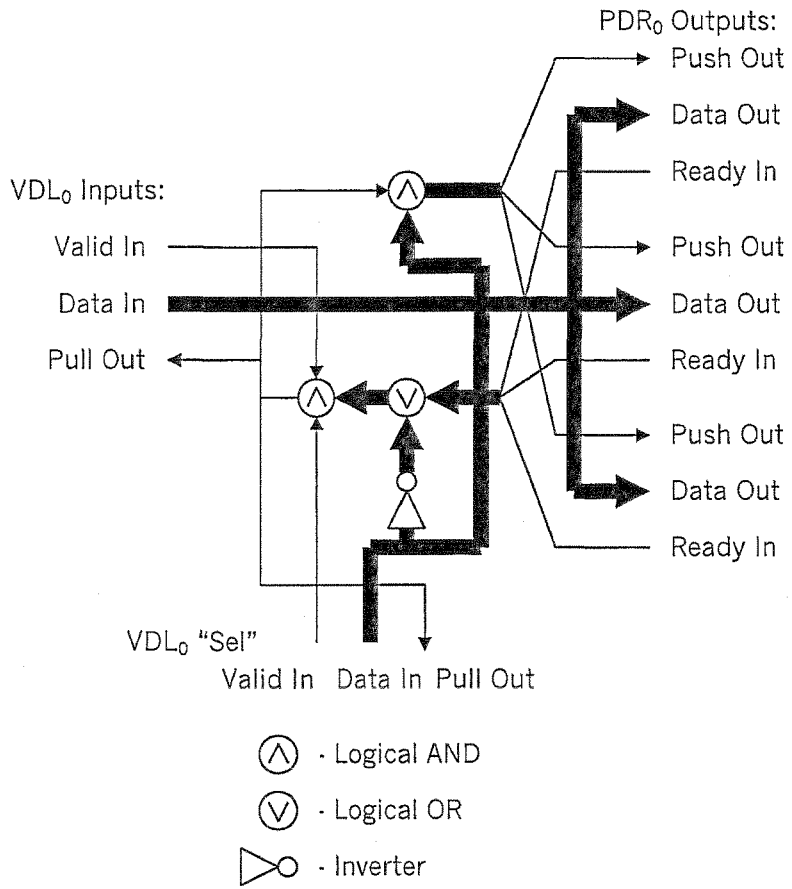 PDR₀ Outputs:
Push Out
Data Out
Ready In
VDL₀ Inputs:
Valid In
Push Out
Data In
Data Out
Pull Out
Ready In
Push Out
Data Out
Ready In
VDL₀ “Sel”
Valid In Data In Pull Out
∧ - Logical AND
∨ - Logical OR
- Inverter